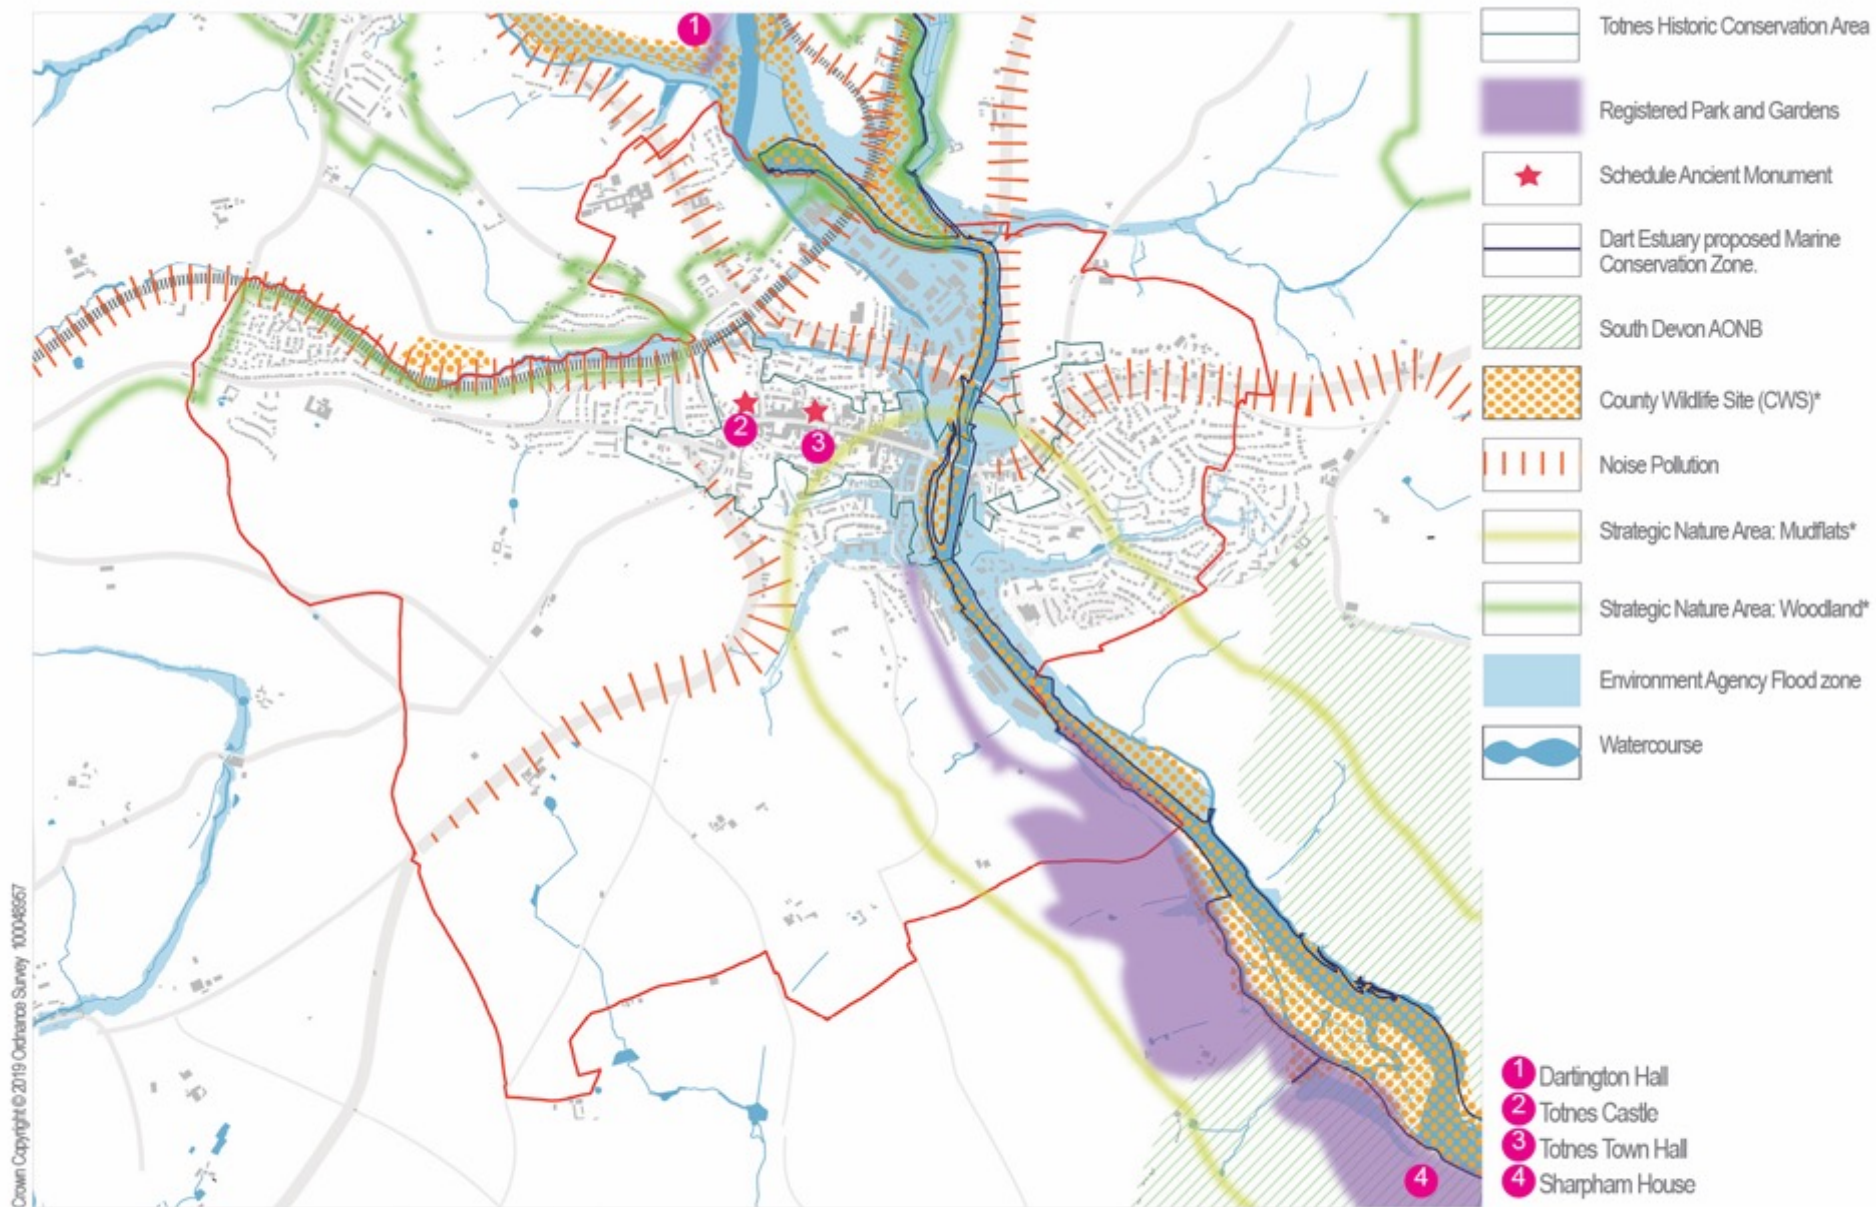 Totnes Historic Conservation Area
Registered Park and Gardens
Schedule Ancient Monument
Dart Estuary proposed Marine
Conservation Zone.
South Devon AONB
County Wildlife Site (CWS)*
Noise Pollution
Strategic Nature Area: Mudflats*
Strategic Nature Area: Woodland*
Environment Agency Flood zone
Watercourse
1 Dartington Hall
2 Totnes Castle
3 Totnes Town Hall
4 Sharpham House
1
2
3
4
Crown Copyright © 2019 Ordnance Survey 100048957